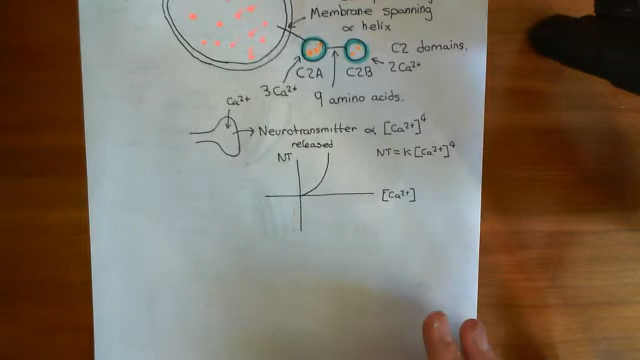 Membrane spanning
∝ helix
C2 domains.
C2A
C2B
2Ca²⁺
3Ca²⁺
9 amino acids.
Ca²⁺
Neurotransmitter ∝ [Ca²⁺]⁴
released
NT
NT = K[Ca²⁺]⁴
[Ca²⁺]